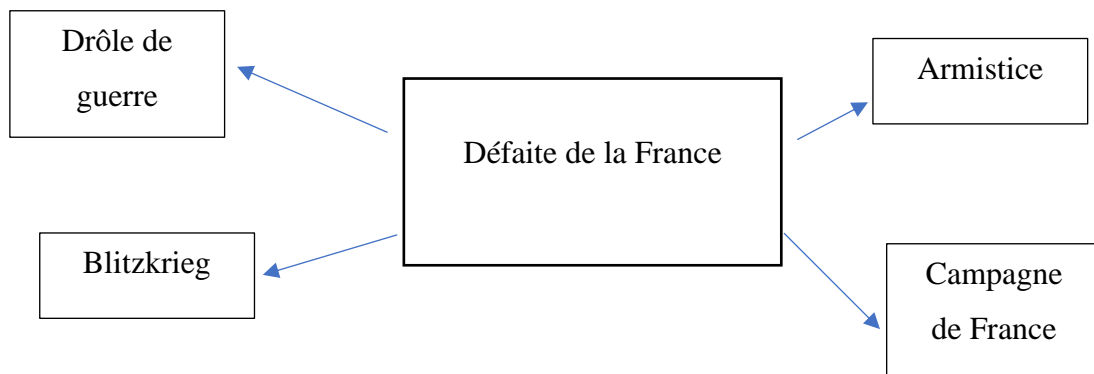 Drôle de
guerre
Armistice
Défaite de la France
Blitzkrieg
Campagne
de France